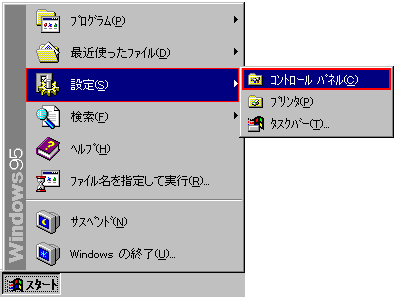 ﾌﾟﾛｸﾞﾗﾑ(P)
最近使ったﾌｧｲﾙ(D)
設定(S)
検索(F)
ﾍﾙﾌﾟ(H)
ﾌｧｲﾙ名を指定して実行(R)...
ｻｽﾍﾟﾝﾄﾞ(N)
Windows の終了(U)...
ｺﾝﾄﾛｰﾙ ﾊﾟﾈﾙ(C)
ﾌﾟﾘﾝﾀ(P)
ﾀｽｸﾊﾞｰ(T)...
Windows95
スタート